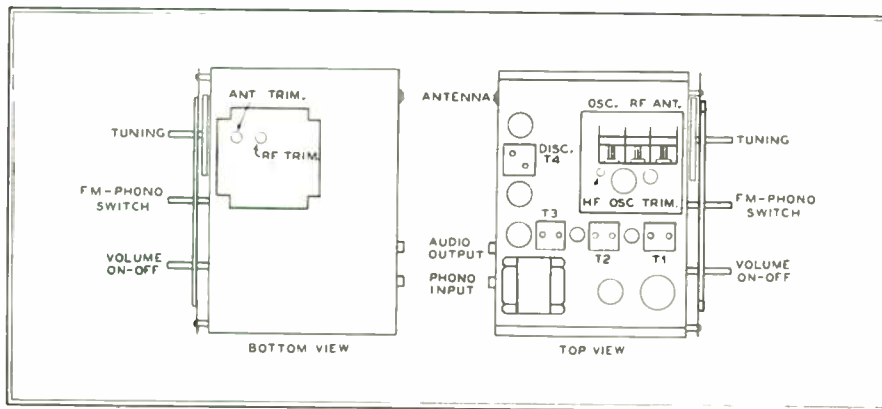 ANT TRIM.
RF TRIM.
TUNING
FM-PHONO
SWITCH
VOLUME
ON-OFF
BOTTOM VIEW
ANTENNA
AUDIO
OUTPUT
PHONO
INPUT
OSC. RF ANT.
DISC.
T4
HF OSC TRIM.
T3
T2
T1
TUNING
FM-PHONO
SWITCH
VOLUME
ON-OFF
TOP VIEW